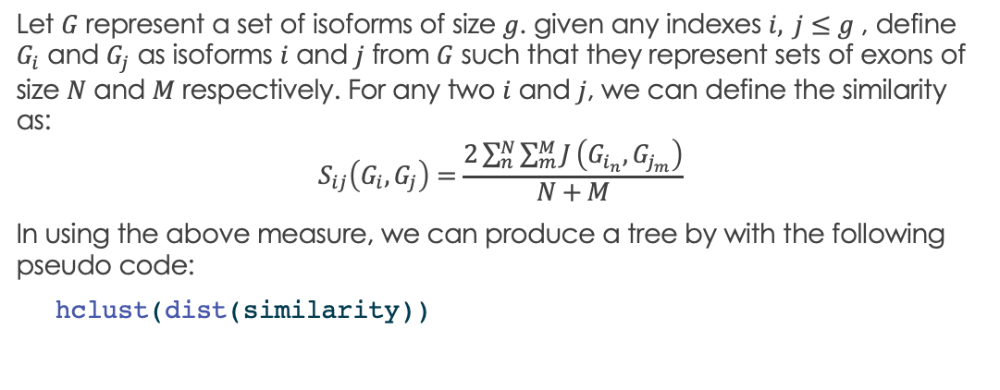 Let G represent a set of isoforms of size g. given any indexes i, j ≤ g , define
G_i and G_j as isoforms i and j from G such that they represent sets of exons of
size N and M respectively. For any two i and j, we can define the similarity
as:
S_{ij}(G_i, G_j) = \frac{2 ∑_n^N ∑_m^M J (G_{i_n}, G_{j_m})}{N + M}
In using the above measure, we can produce a tree by with the following
pseudo code:
hclust(dist(similarity))